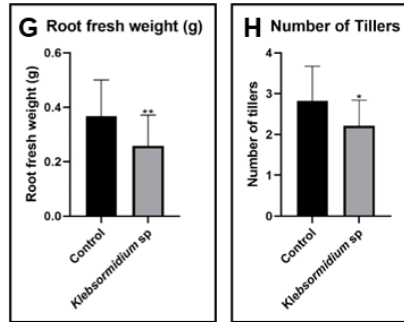 G Root fresh weight (g)
Root fresh weight (g)
0.6
0.4
0.2
0.0
**
Control
Klebsormidium sp
H Number of Tillers
Number of tillers
4
3
2
1
0
*
Control
Klebsormidium sp